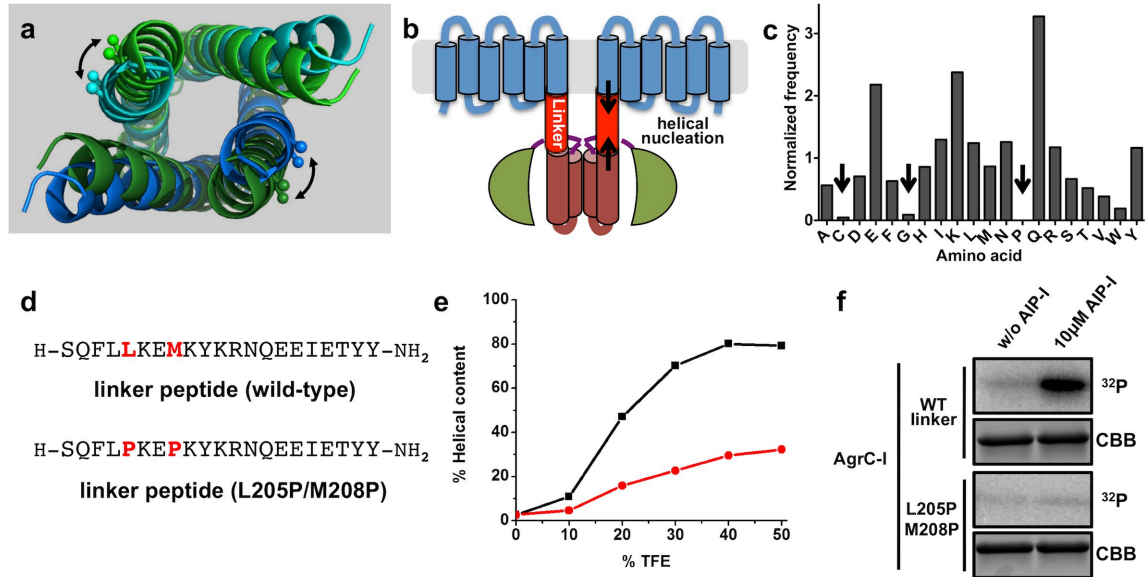 a
b
Linker
helical
nucleation
c
Normalized frequency
3
2
1
0
A C D E F G H I K L M N P Q R S T V W Y
Amino acid
d
H-SQFLLKEMKYKRNQEEIETYY-NH2
linker peptide (wild-type)
H-SQFLPKEPKYKRNQEEIETYY-NH2
linker peptide (L205P/M208P)
e
% Helical content
100
80
60
40
20
0
0 10 20 30 40 50
% TFE
f
w/o AIP-I
10µM AIP-I
AgrC-I
WT
linker
32P
CBB
L205P
M208P
32P
CBB